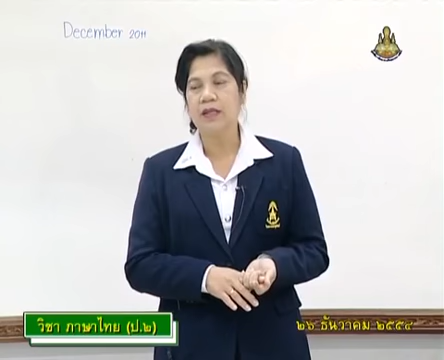 December 2011
วิชา ภาษาไทย (ป.๒)
๒๖ ธันวาคม ๒๕๕๔